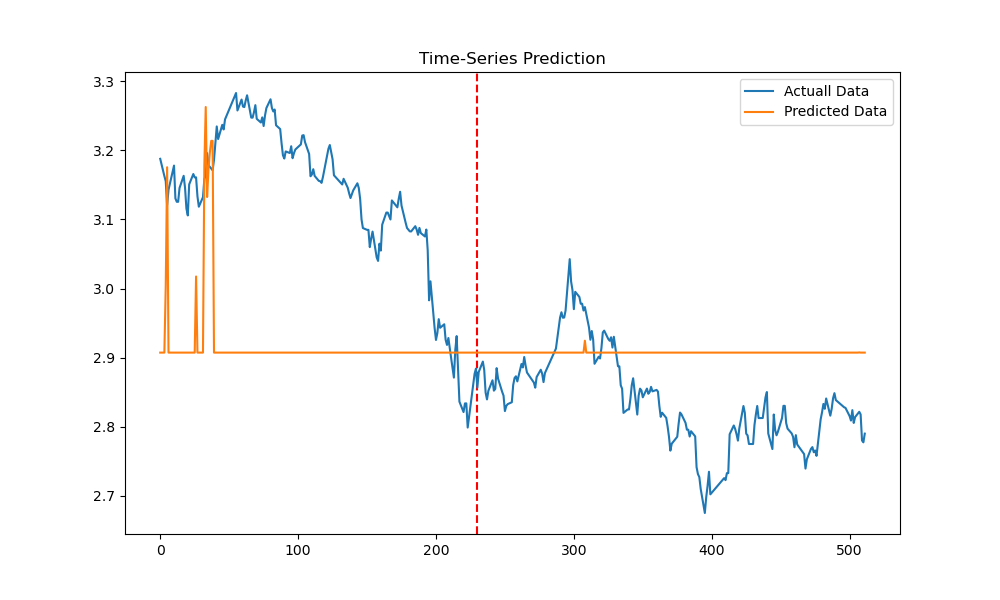 Time-Series Prediction
Actuall Data
Predicted Data
3.3
3.2
3.1
3.0
2.9
2.8
2.7
0 100 200 300 400 500